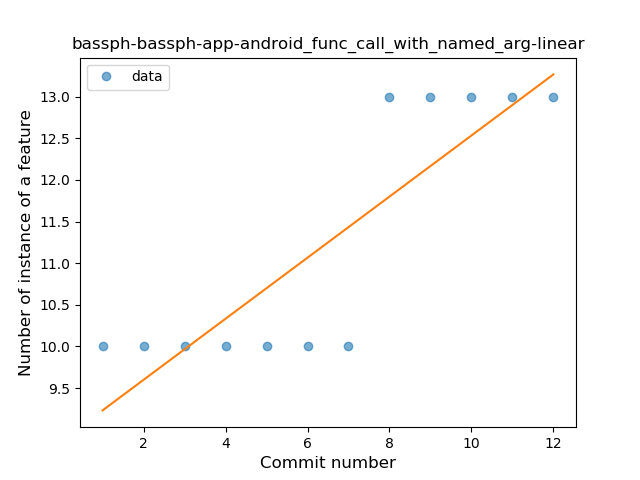 bassph-bassph-app-android_func_call_with_named_arg-linear
data
Number of instance of a feature
13.0
12.5
12.0
11.5
11.0
10.5
10.0
9.5
2 4 6 8 10 12
Commit number